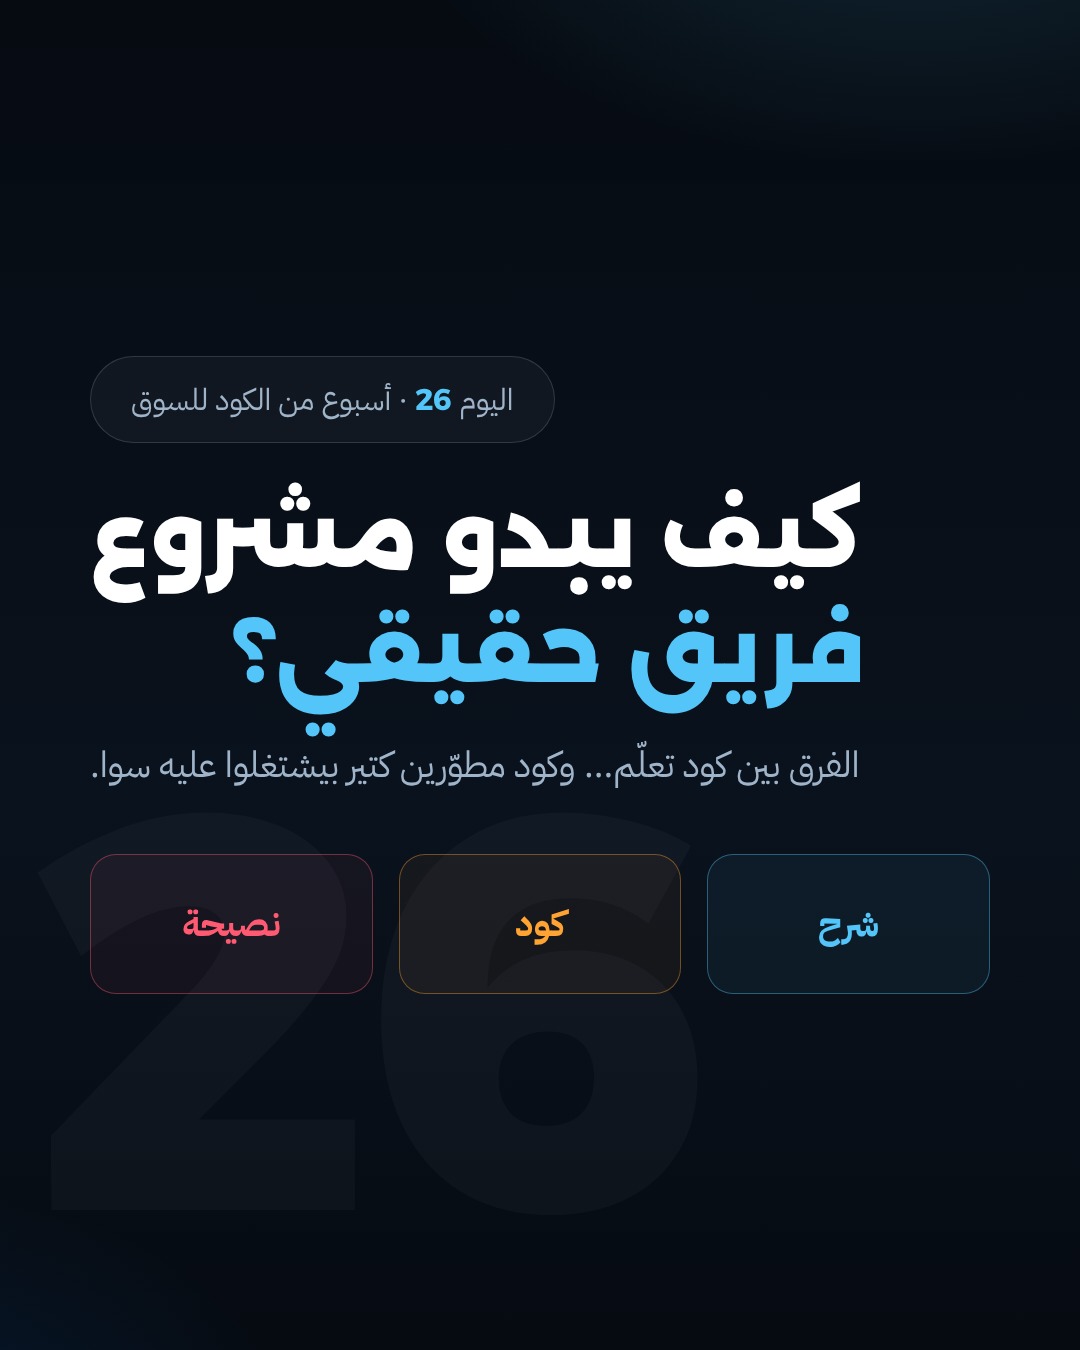 اليوم 26 · أسبوع من الكود للسوق
كيف يبدو مشروع
فريق حقيقي؟
الفرق بين كود تعلّم... وكود مطوّرين كتير بيشتغلوا عليه سوا.
شرح
كود
نصيحة
26